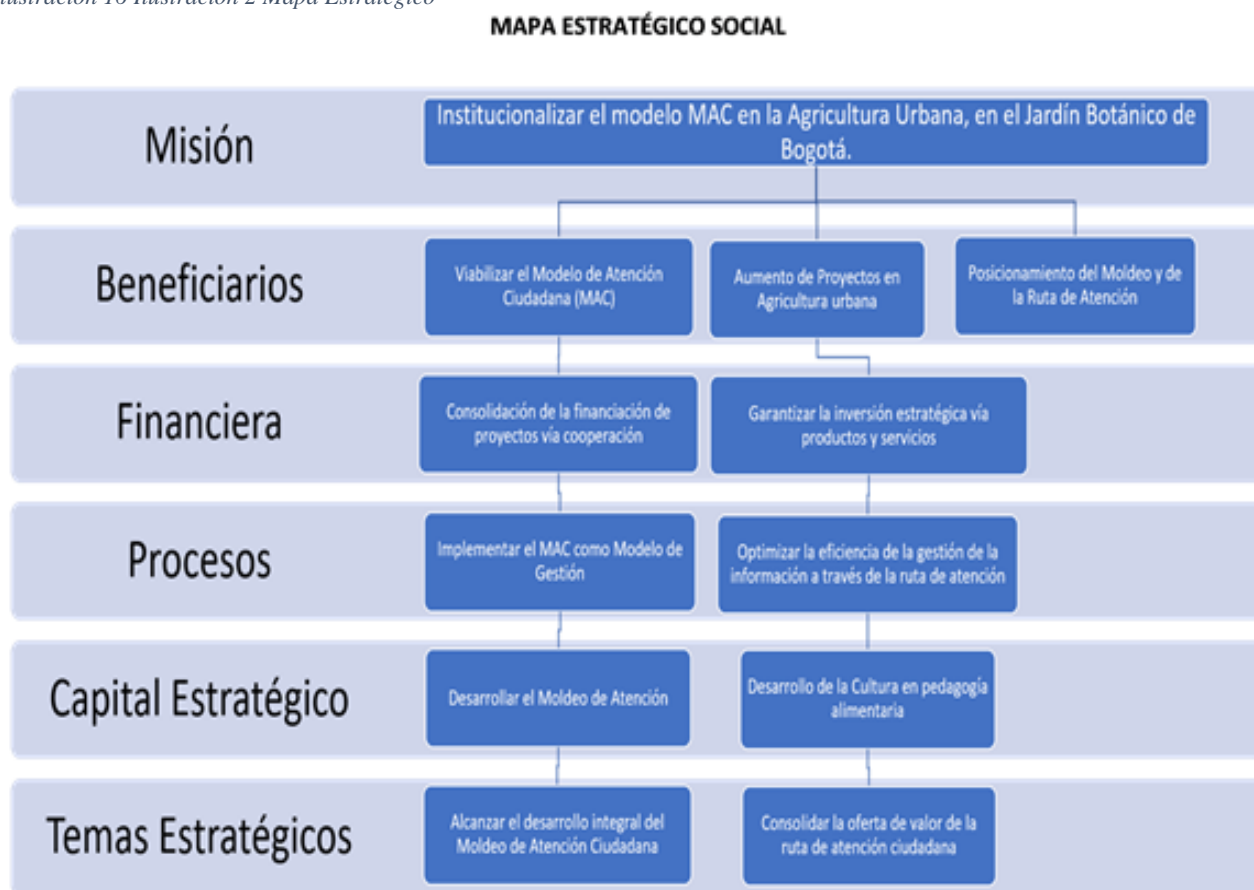 Ilustración 2 Mapa Estratégico
MAPA ESTRATÉGICO SOCIAL
Misión
Institucionalizar el modelo MAC en la Agricultura Urbana, en el Jardín Botánico de
Bogotá.
Beneficiarios
Viabilizar el Modelo de Atención
Ciudadana (MAC)
Aumento de Proyectos en
Agricultura urbana
Posicionamiento del Moldeo y de
la Ruta de Atención
Financiera
Consolidación de la financiación de
proyectos vía cooperación
Garantizar la inversión estratégica vía
productos y servicios
Procesos
Implementar el MAC como Modelo de
Gestión
Optimizar la eficiencia de la gestión de la
información a través de la ruta de atención
Capital Estratégico
Desarrollar el Moldeo de Atención
Desarrollo de la Cultura en pedagogía
alimentaria
Temas Estratégicos
Alcanzar el desarrollo integral del
Moldeo de Atención Ciudadana
Consolidar la oferta de valor de la
ruta de atención ciudadana